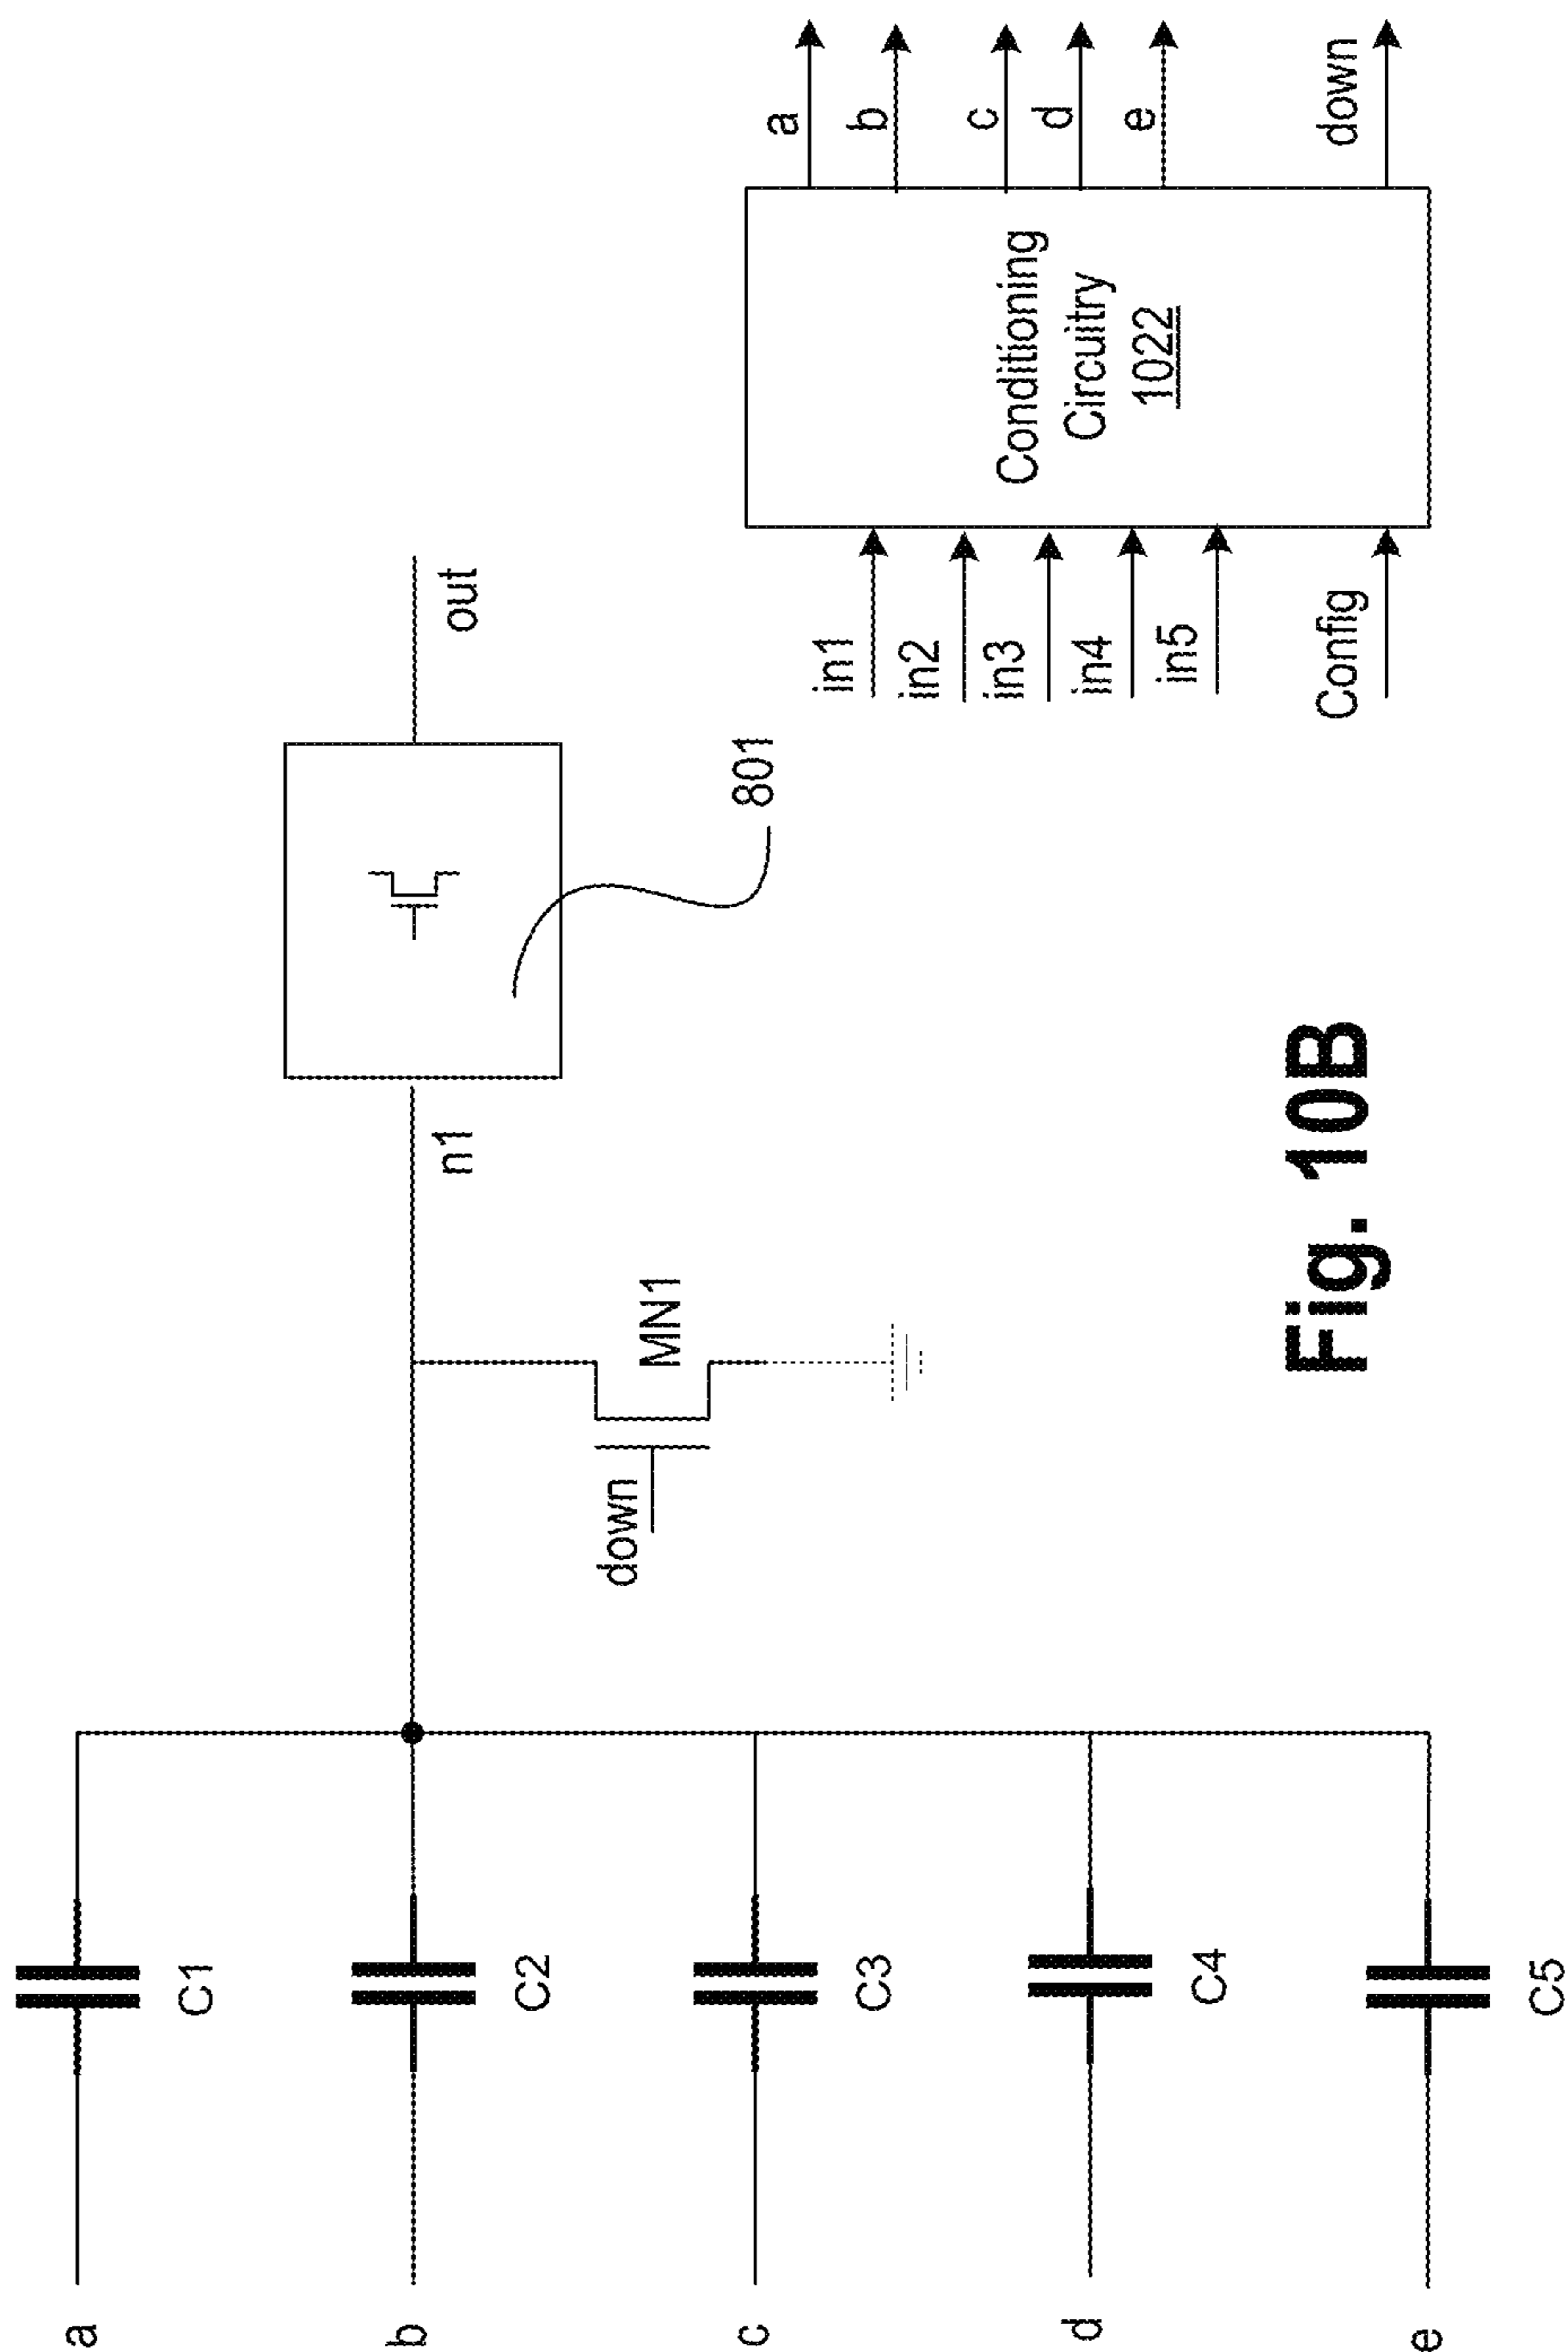 a
C1
b
C2
c
C3
d
C4
e
C5
down
MN1
n1
801
out
in1
in2
in3
in4
in5
Config
Conditioning
Circuitry
1022
a
b
c
d
e
down
Fig. 10B